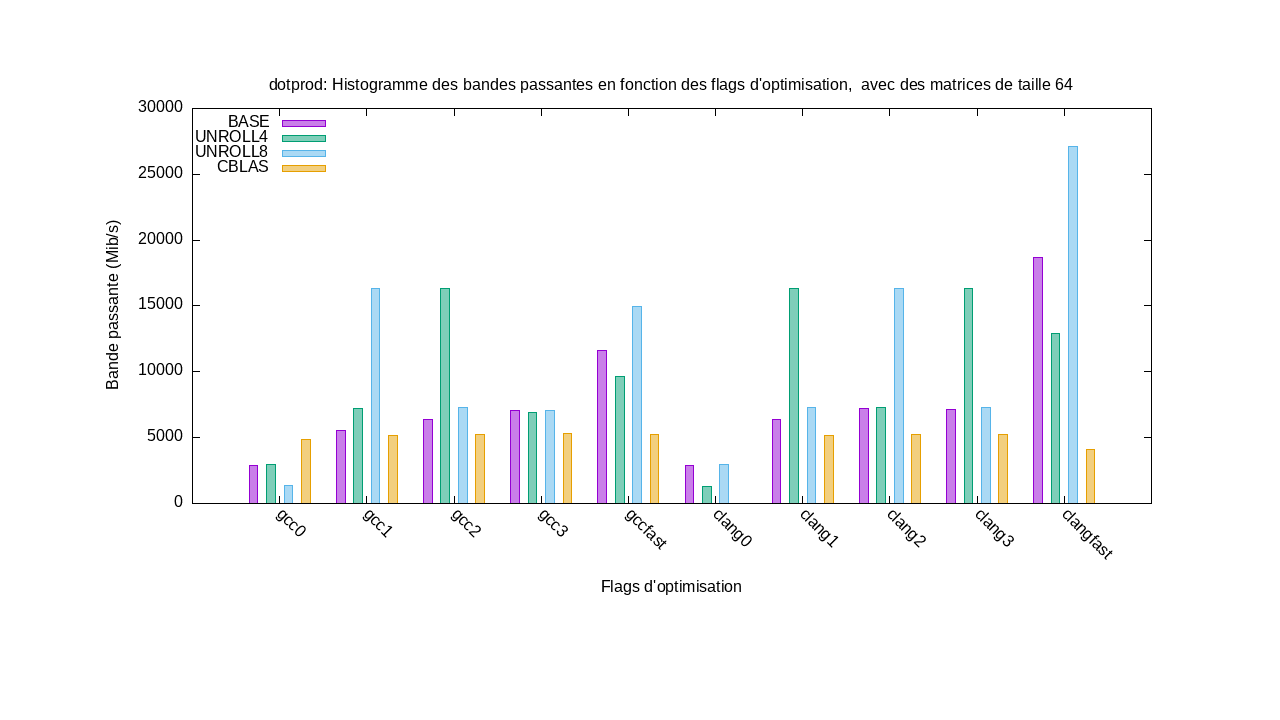 dotprod: Histogramme des bandes passantes en fonction des flags d'optimisation,  avec des matrices de taille 64
30000
25000
20000
15000
10000
5000
0
Bande passante (Mib/s)
BASE
UNROLL4
UNROLL8
CBLAS
gcc0
gcc1
gcc2
gcc3
gccfast
clang0
clang1
clang2
clang3
clangfast
Flags d'optimisation